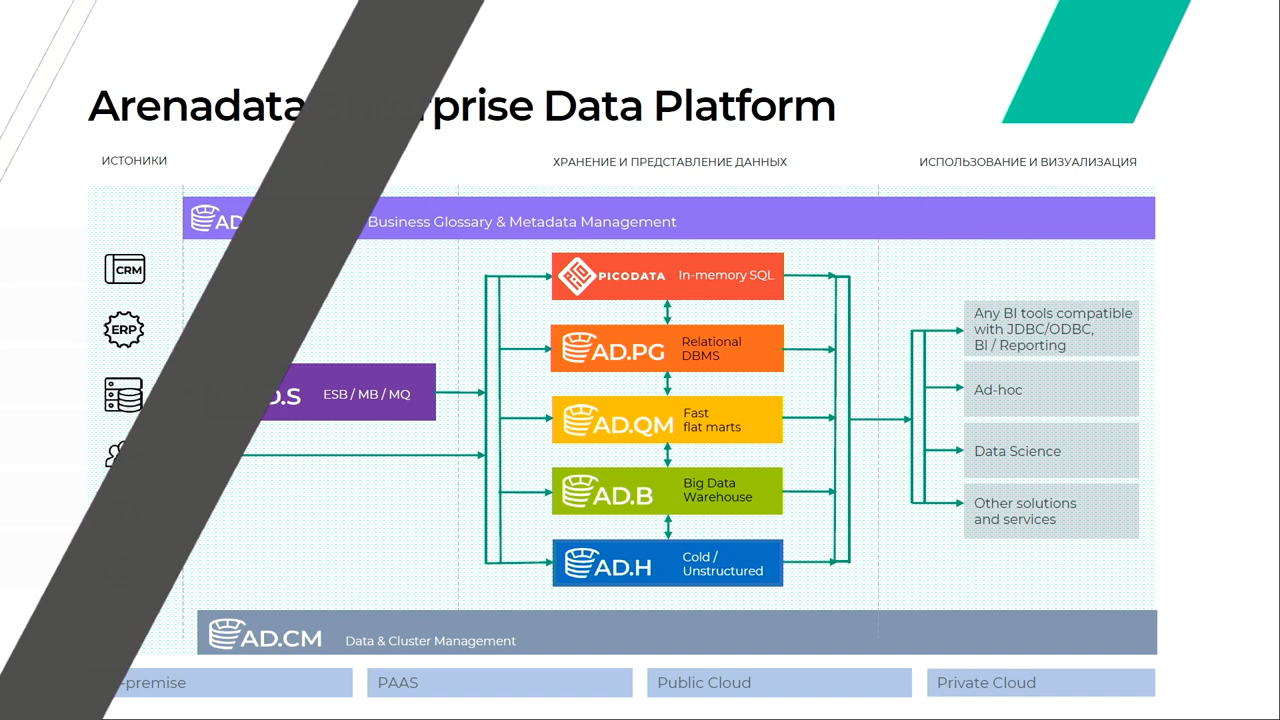 Arenadata Enterprise Data Platform
ИСТОНИКИ
ХРАНЕНИЕ И ПРЕДСТАВЛЕНИЕ ДАННЫХ
ИСПОЛЬЗОВАНИЕ И ВИЗУАЛИЗАЦИЯ
Business Glossary & Metadata Management
CRM
ERP
ESB / MB / MQ
PICODATA
In-memory SQL
AD.PG
Relational
DBMS
AD.QM
Fast
flat marts
AD.B
Big Data
Warehouse
AD.H
Cold /
Unstructured
Any BI tools compatible
with JDBC/ODBC,
BI / Reporting
Ad-hoc
Data Science
Other solutions
and services
AD.CM
Data & Cluster Management
-premise
PAAS
Public Cloud
Private Cloud